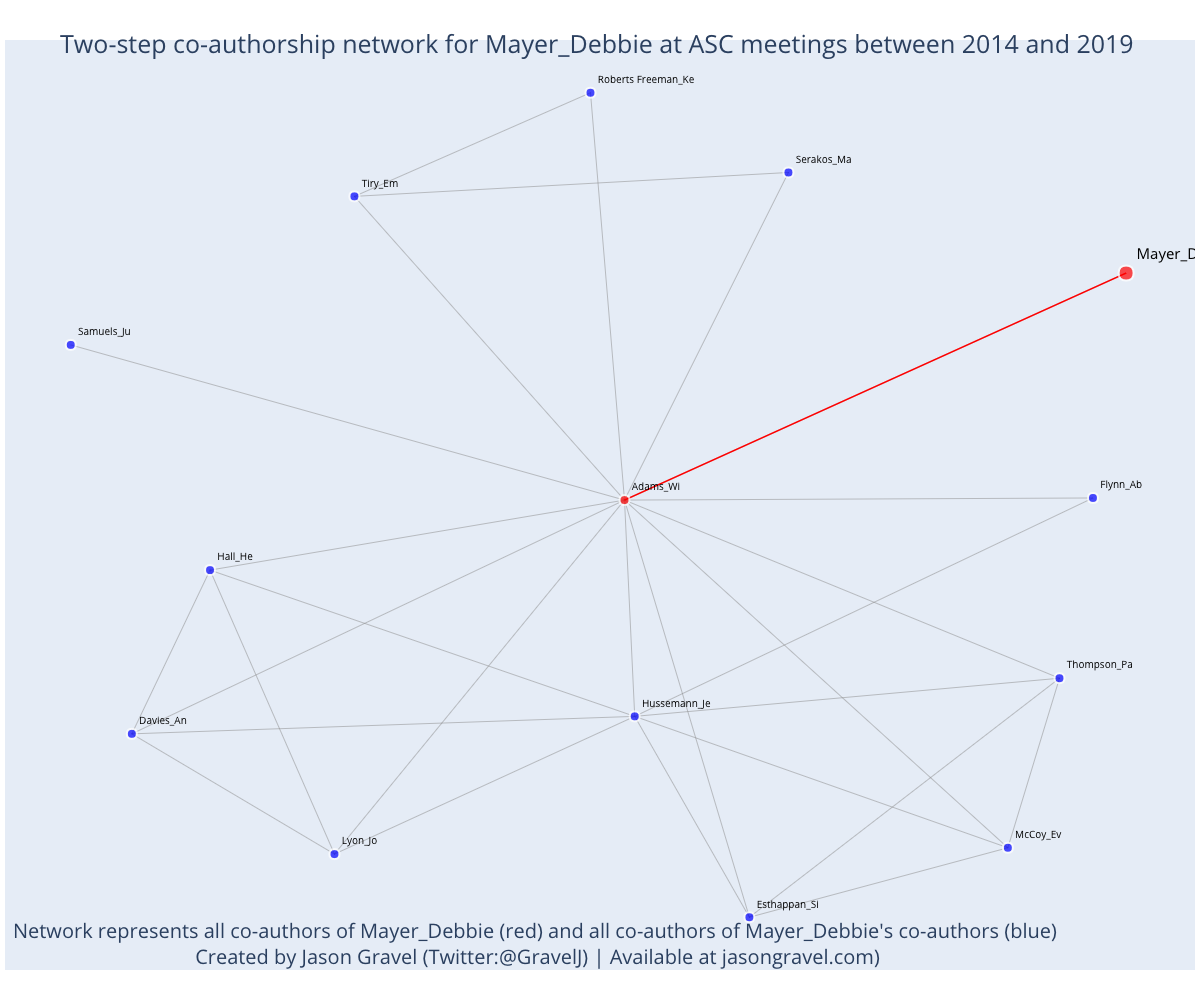 Two-step co-authorship network for Mayer_Debbie at ASC meetings between 2014 and 2019
Roberts Freeman_Ke
Serakos_Ma
Tiry_Em
Mayer_D
Samuels_Ju
Adams_Wi
Flynn_Ab
Hall_He
Thompson_Pa
Hussemann_Je
Davies_An
McCoy_Ev
Lyon_Jo
Esthappan_Si
Network represents all co-authors of Mayer_Debbie (red) and all co-authors of Mayer_Debbie's co-authors (blue)
Created by Jason Gravel (Twitter:@GravelJ) | Available at jasongravel.com)